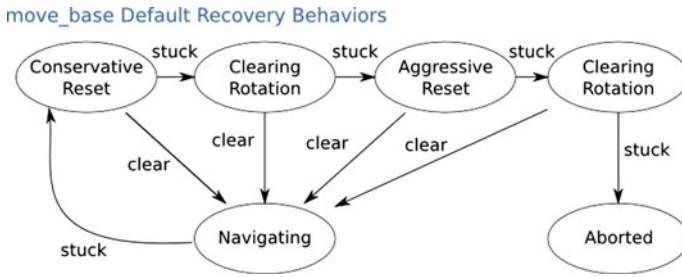 move_base Default Recovery Behaviors
stuck
stuck
stuck
Conservative
Reset
Clearing
Rotation
Aggressive
Reset
Clearing
Rotation
clear
clear
clear
clear
stuck
stuck
Navigating
Aborted